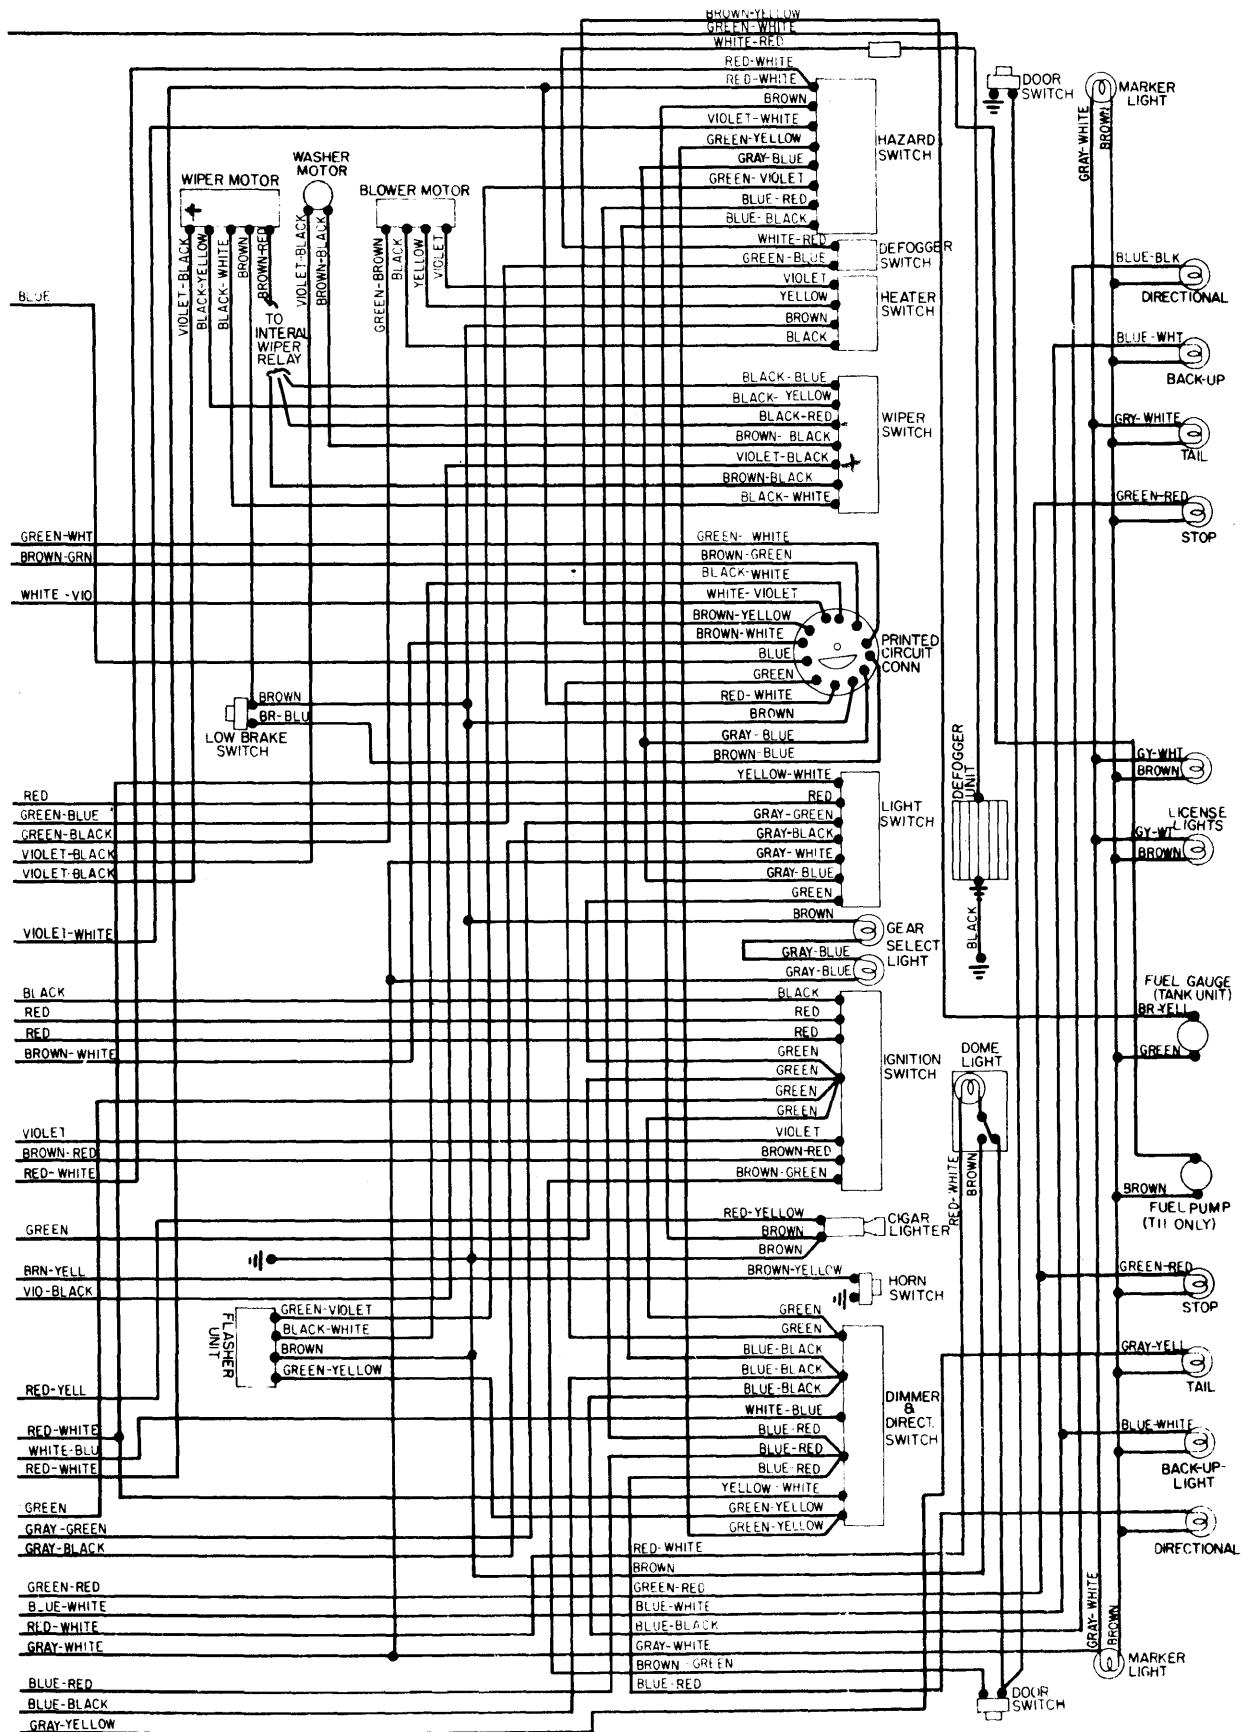 BROWN-YELLOW
GREEN-WHITE
WHITE-RED
RED-WHITE
RED-WHITE
BROWN
VIOLET-WHITE
GREEN-YELLOW
GRAY-BLUE
GREEN-VIOLET
BLUE-RED
BLUE-BLACK
HAZARD
SWITCH
DOOR
SWITCH
MARKER
LIGHT
GRAY-WHITE
BROWN
WIPER MOTOR
WASHER
MOTOR
BLOWER MOTOR
VIOLET-BLACK
BLACK-YELLOW
BLACK-WHITE
BROWN
BROWN-RED
VIOLET-BLACK
BROWN-BLACK
GREEN-BROWN
BLACK
YELLOW
VIOLET
TO
INTERM
WIPER
RELAY
BLUE
WHITE-RED
GREEN-BLUE
DEFOGGER
SWITCH
VIOLET
YELLOW
BROWN
BLACK
HEATER
SWITCH
BLACK-BLUE
BLACK-YELLOW
BLACK-RED
BROWN-BLACK
VIOLET-BLACK
BROWN-BLACK
BLACK-WHITE
WIPER
SWITCH
BLUE-BLK
DIRECTIONAL
BLUE-WHT
BACK-UP
GRY-WHITE
TAIL
GREEN-RED
STOP
GREEN-WHT
BROWN-GRN
WHITE-VIO
GREEN-WHITE
BROWN-GREEN
BLACK-WHITE
WHITE-VIOLET
BROWN-YELLOW
BROWN-WHITE
BLUE
GREEN
RED-WHITE
BROWN
GRAY-BLUE
BROWN-BLUE
PRINTED
CIRCUIT
CONN
BROWN
BR-BLU
LOW BRAKE
SWITCH
RED
GREEN-BLUE
GREEN-BLACK
VIOLET-BLACK
VIOLET-BLACK
VIOLET-WHITE
YELLOW-WHITE
RED
GRAY-GREEN
GRAY-BLACK
GRAY-WHITE
GRAY-BLUE
GREEN
LIGHT
SWITCH
DEFOGGER
UNIT
BLACK
GY-WHT
BROWN
LICENSE
LIGHTS
GY-WT
BROWN
BROWN
GRAY-BLUE
GRAY-BLUE
GEAR
SELECT
LIGHT
BLACK
RED
RED
BROWN-WHITE
BLACK
RED
RED
GREEN
GREEN
GREEN
GREEN
VIOLET
BROWN-RED
BROWN-GREEN
IGNITION
SWITCH
VIOLET
BROWN-RED
RED-WHITE
FUEL GAUGE
(TANK UNIT)
BR-YELL
GREEN
DOME
LIGHT
RED-WHITE
BROWN
BROWN
FUEL PUMP
(T11 ONLY)
GREEN
RED-YELLOW
BROWN
BROWN
CIGAR
LIGHTER
BRN-YELL
VIO-BLACK
BROWN-YELLOW
HORN
SWITCH
GREEN-RED
STOP
FLASHER
UNIT
GREEN-VIOLET
BLACK-WHITE
BROWN
GREEN-YELLOW
GREEN
GREEN
BLUE-BLACK
BLUE-BLACK
BLUE-BLACK
WHITE-BLUE
BLUE-RED
BLUE-RED
BLUE-RED
YELLOW-WHITE
GREEN-YELLOW
GREEN-YELLOW
DIMMER
&
DIRECT.
SWITCH
GRAY-YELL
TAIL
BLUE-WHITE
BACK-UP-
LIGHT
DIRECTIONAL
RED-YELL
RED-WHITE
WHITE-BLU
RED-WHITE
GREEN
GRAY-GREEN
GRAY-BLACK
GREEN-RED
BLUE-WHITE
RED-WHITE
GRAY-WHITE
BLUE-RED
BLUE-BLACK
GRAY-YELLOW
RED-WHITE
BROWN
GREEN-RED
BLUE-WHITE
BLUE-BLACK
GRAY-WHITE
BROWN-GREEN
BLUE-RED
GRAY-WHITE
BROWN
MARKER
LIGHT
DOOR
SWITCH